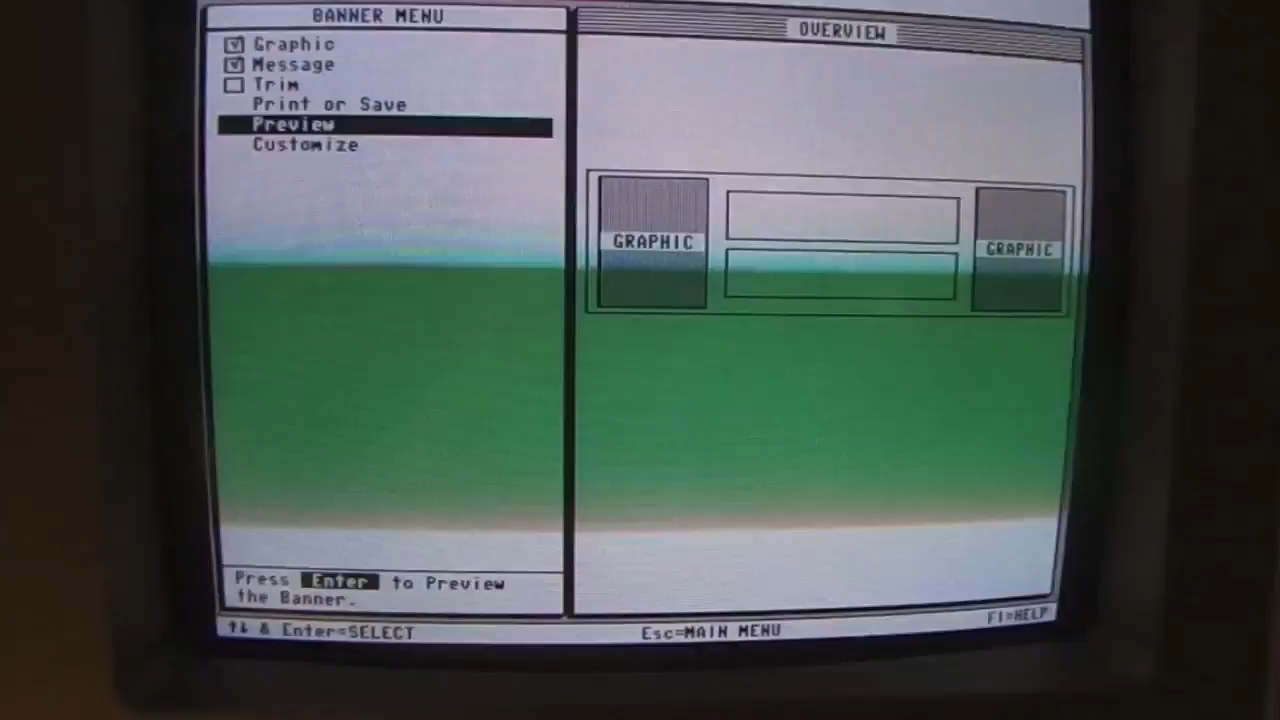 BANNER MENU
Graphic
Message
Trim
Print or Save
Preview
Customize
Press Enter to Preview
the Banner.
OVERVIEW
GRAPHIC
GRAPHIC
↑↓ & Enter=SELECT
Esc=MAIN MENU
F1=HELP